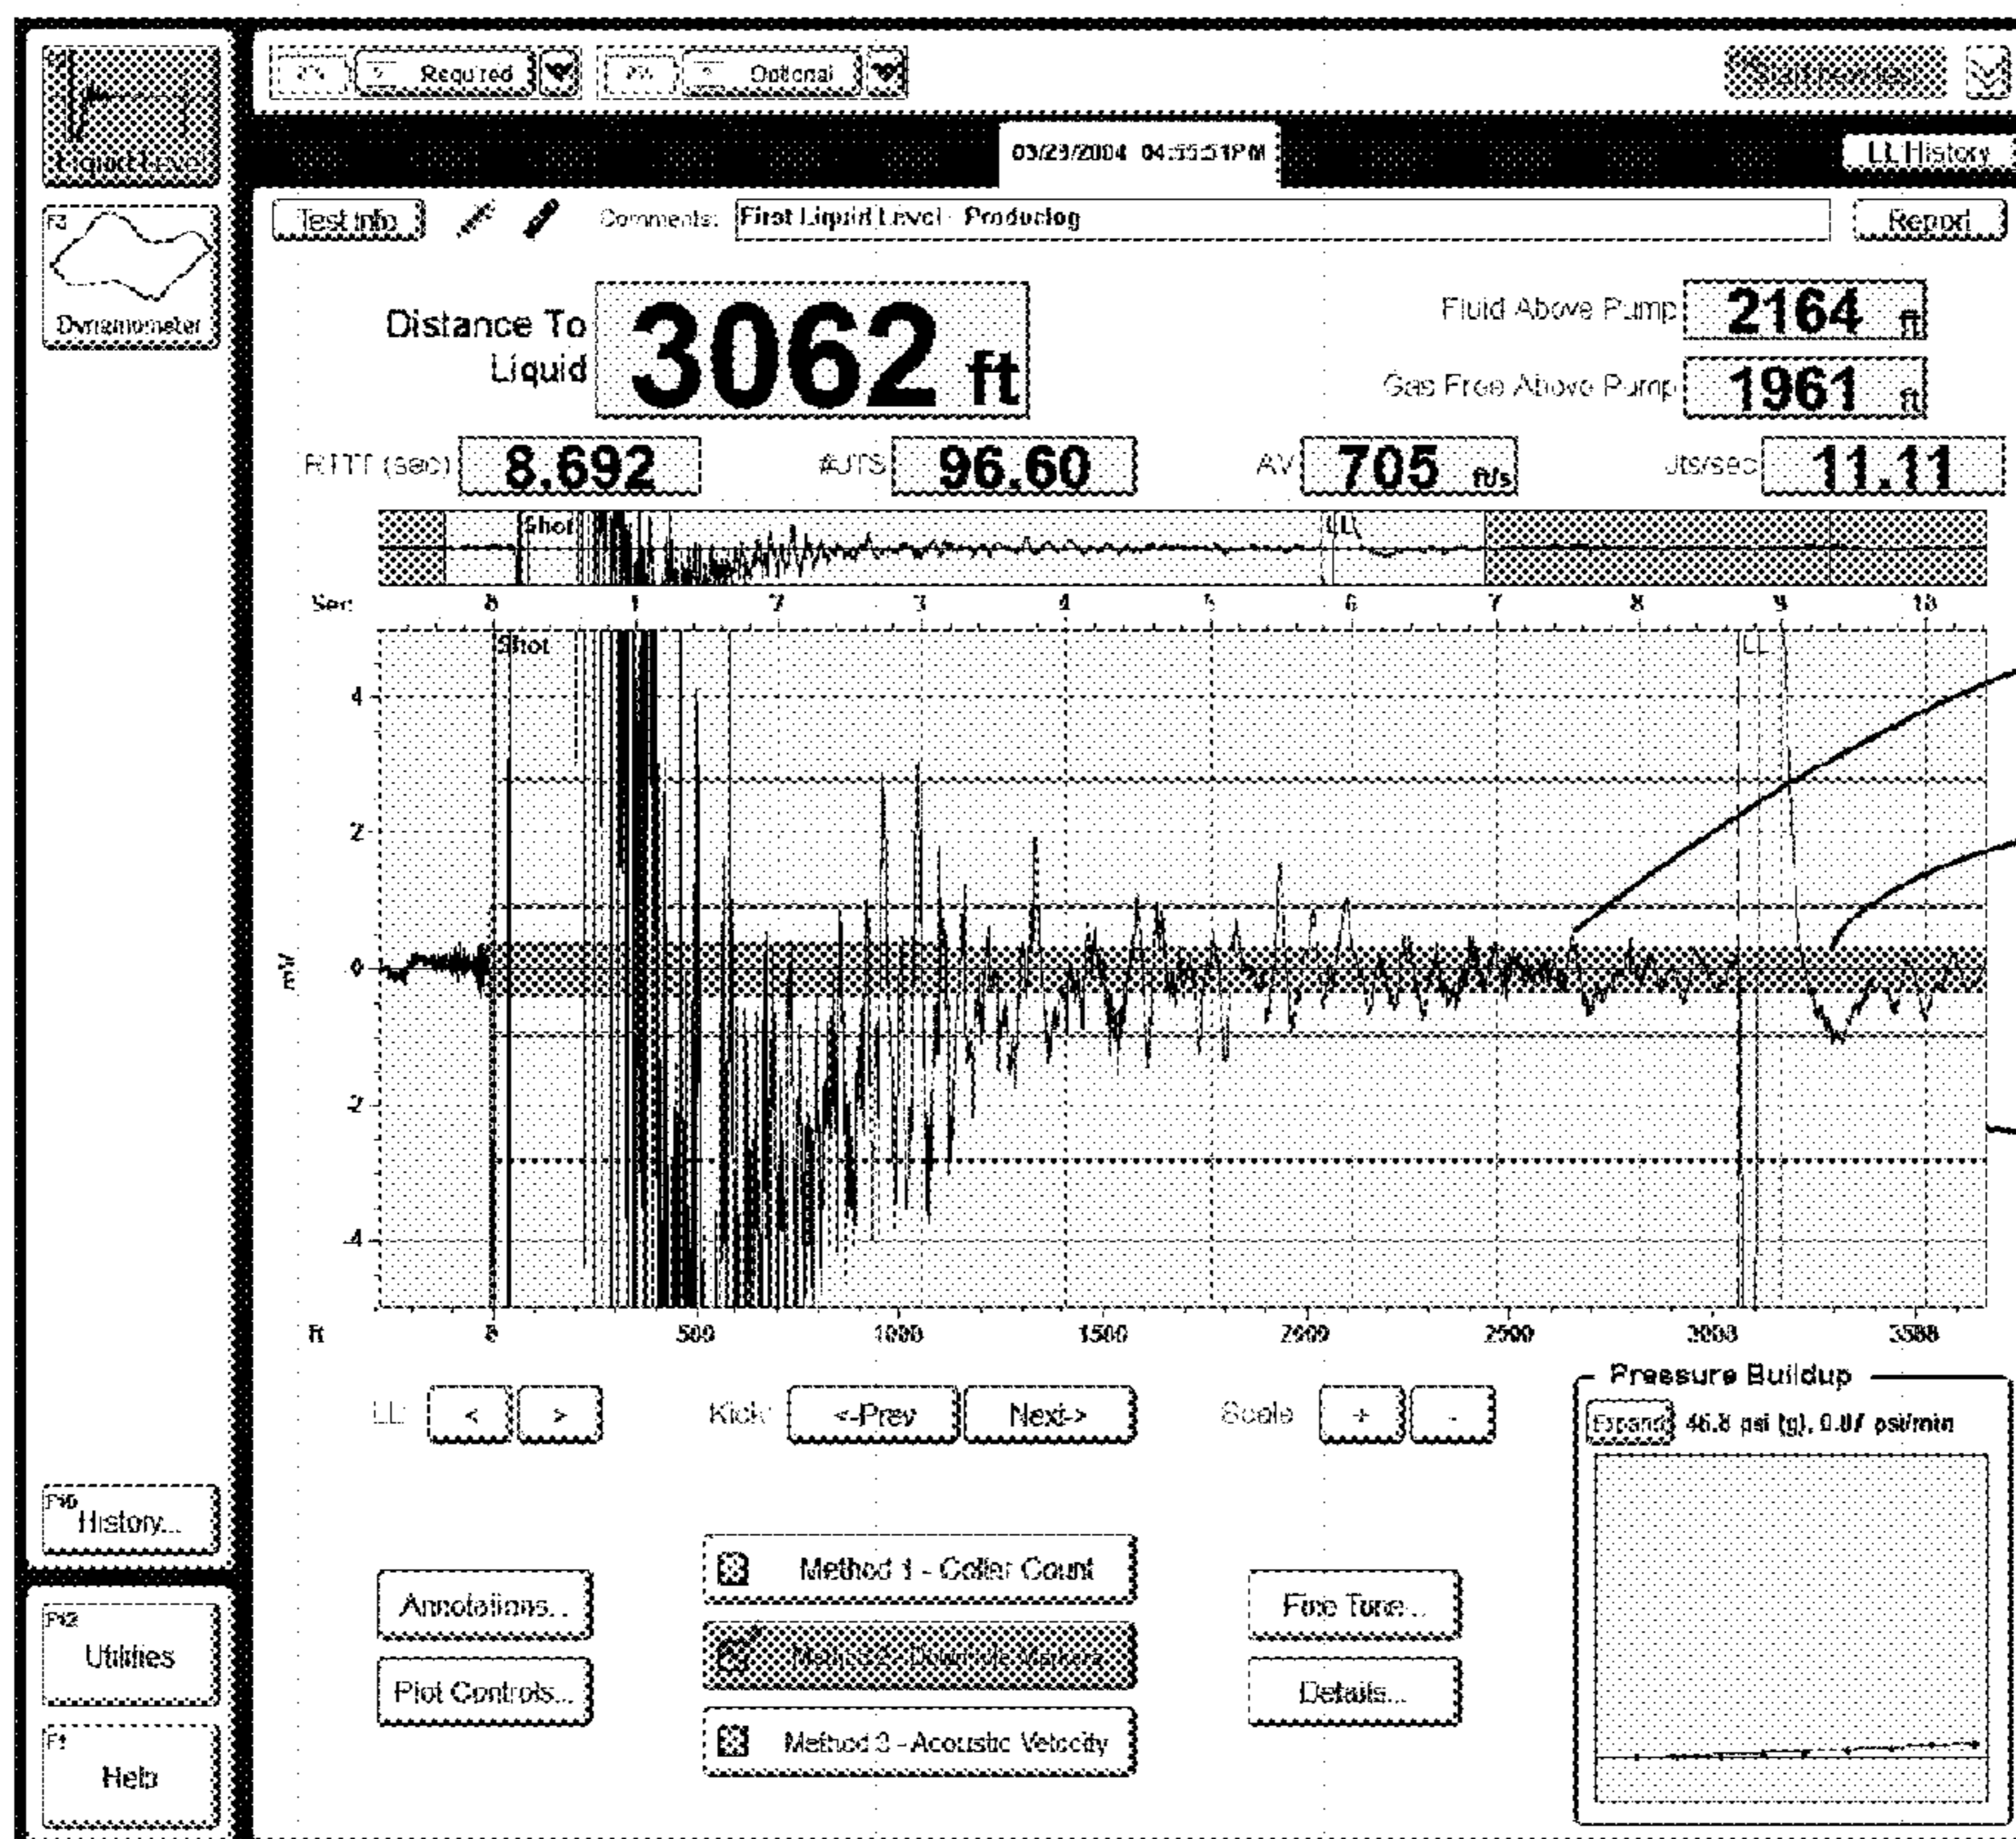 Required
Optional
03/23/2004 04:55:51PM
LL History
Liquid Level
F3
Dynamometer
Test Info
Comments:
First Liquid Level - Producing
Report
Distance To Liquid
3062 ft
Fluid Above Pump
2164 ft
Gas Free Above Pump
1961 ft
RTTT (sec)
8.692
#JTS
96.60
AV
705 ft/s
Jts/sec
11.11
Shot
LL
Sec
0 1 2 3 4 5 6 7 8 9 10
Shot
LL
4
2
0
-2
-4
mV
ft
0 500 1000 1500 2000 2500 3000 3500
LL:
<
>
Kick:
<-Prev
Next->
Scale
+
-
Pressure Buildup
Expand
46.8 psi (g), 0.87 psi/min
F10
History...
Method 1 - Collar Count
Annotations...
Fine Tune...
F12
Utilities
Method 2 - Downhole Markers
Plot Controls...
Details...
Method 3 - Acoustic Velocity
F1
Help